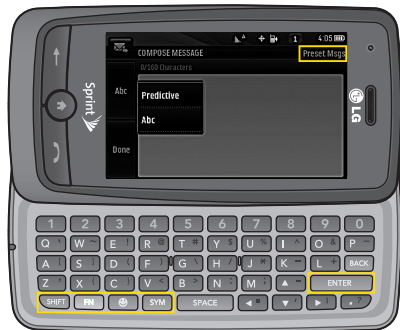 1 4:05
COMPOSE MESSAGE Preset Msgs
0/160 Characters
Abc
Predictive
Abc
Done
Sprint
LG
1 2 3 4 5 6 7 8 9 0
Q ' W ~ E ! R @ T # Y $ U % I ^ O & P
A S D F G H / J K - L + BACK
Z X C V B N M ENTER
SHIFT FN SYM SPACE . ?